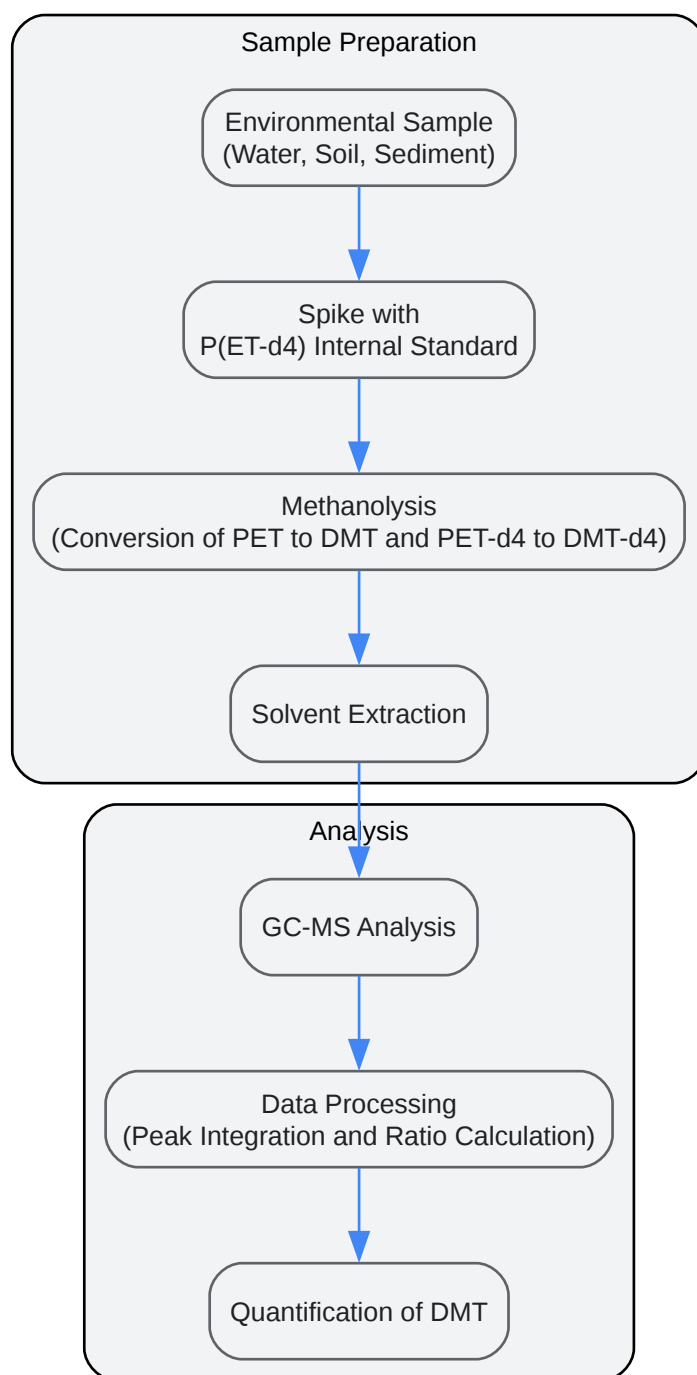 Sample Preparation
Environmental Sample
(Water, Soil, Sediment)
Spike with
P(ET-d4) Internal Standard
Methanolysis
(Conversion of PET to DMT and PET-d4 to DMT-d4)
Solvent Extraction
Analysis
GC-MS Analysis
Data Processing
(Peak Integration and Ratio Calculation)
Quantification of DMT